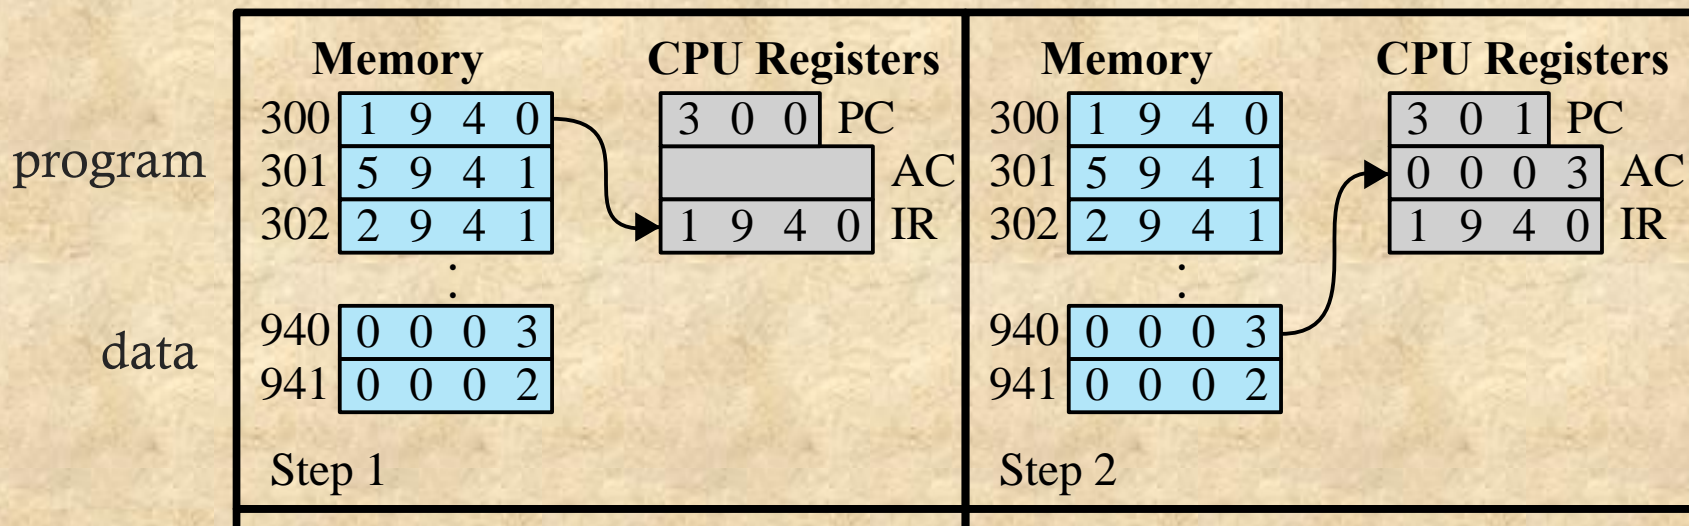 Memory CPU Registers
300 1 9 4 0 3 0 0 PC
program 301 5 9 4 1 AC
302 2 9 4 1 1 9 4 0 IR
940 0 0 0 3
data 941 0 0 0 2
Step 1
Memory CPU Registers
300 1 9 4 0 3 0 1 PC
301 5 9 4 1 0 0 0 3 AC
302 2 9 4 1 1 9 4 0 IR
940 0 0 0 3
941 0 0 0 2
Step 2